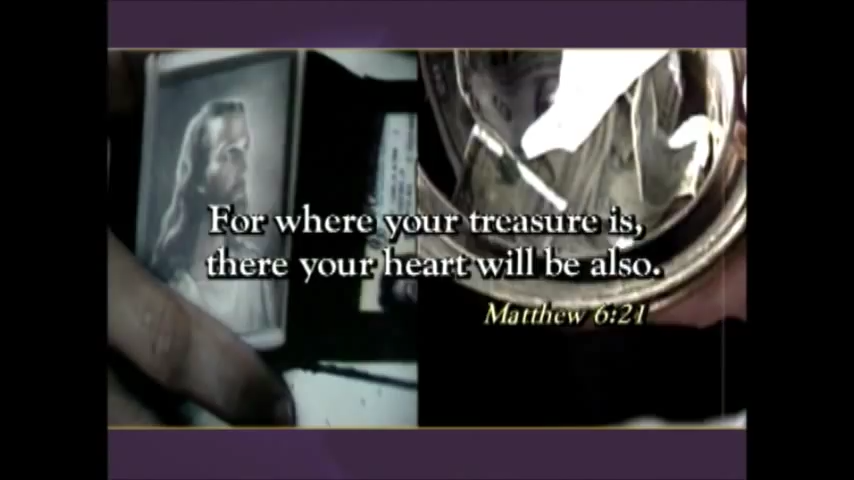 For where your treasure is,
there your heart will be also.
Matthew 6:21